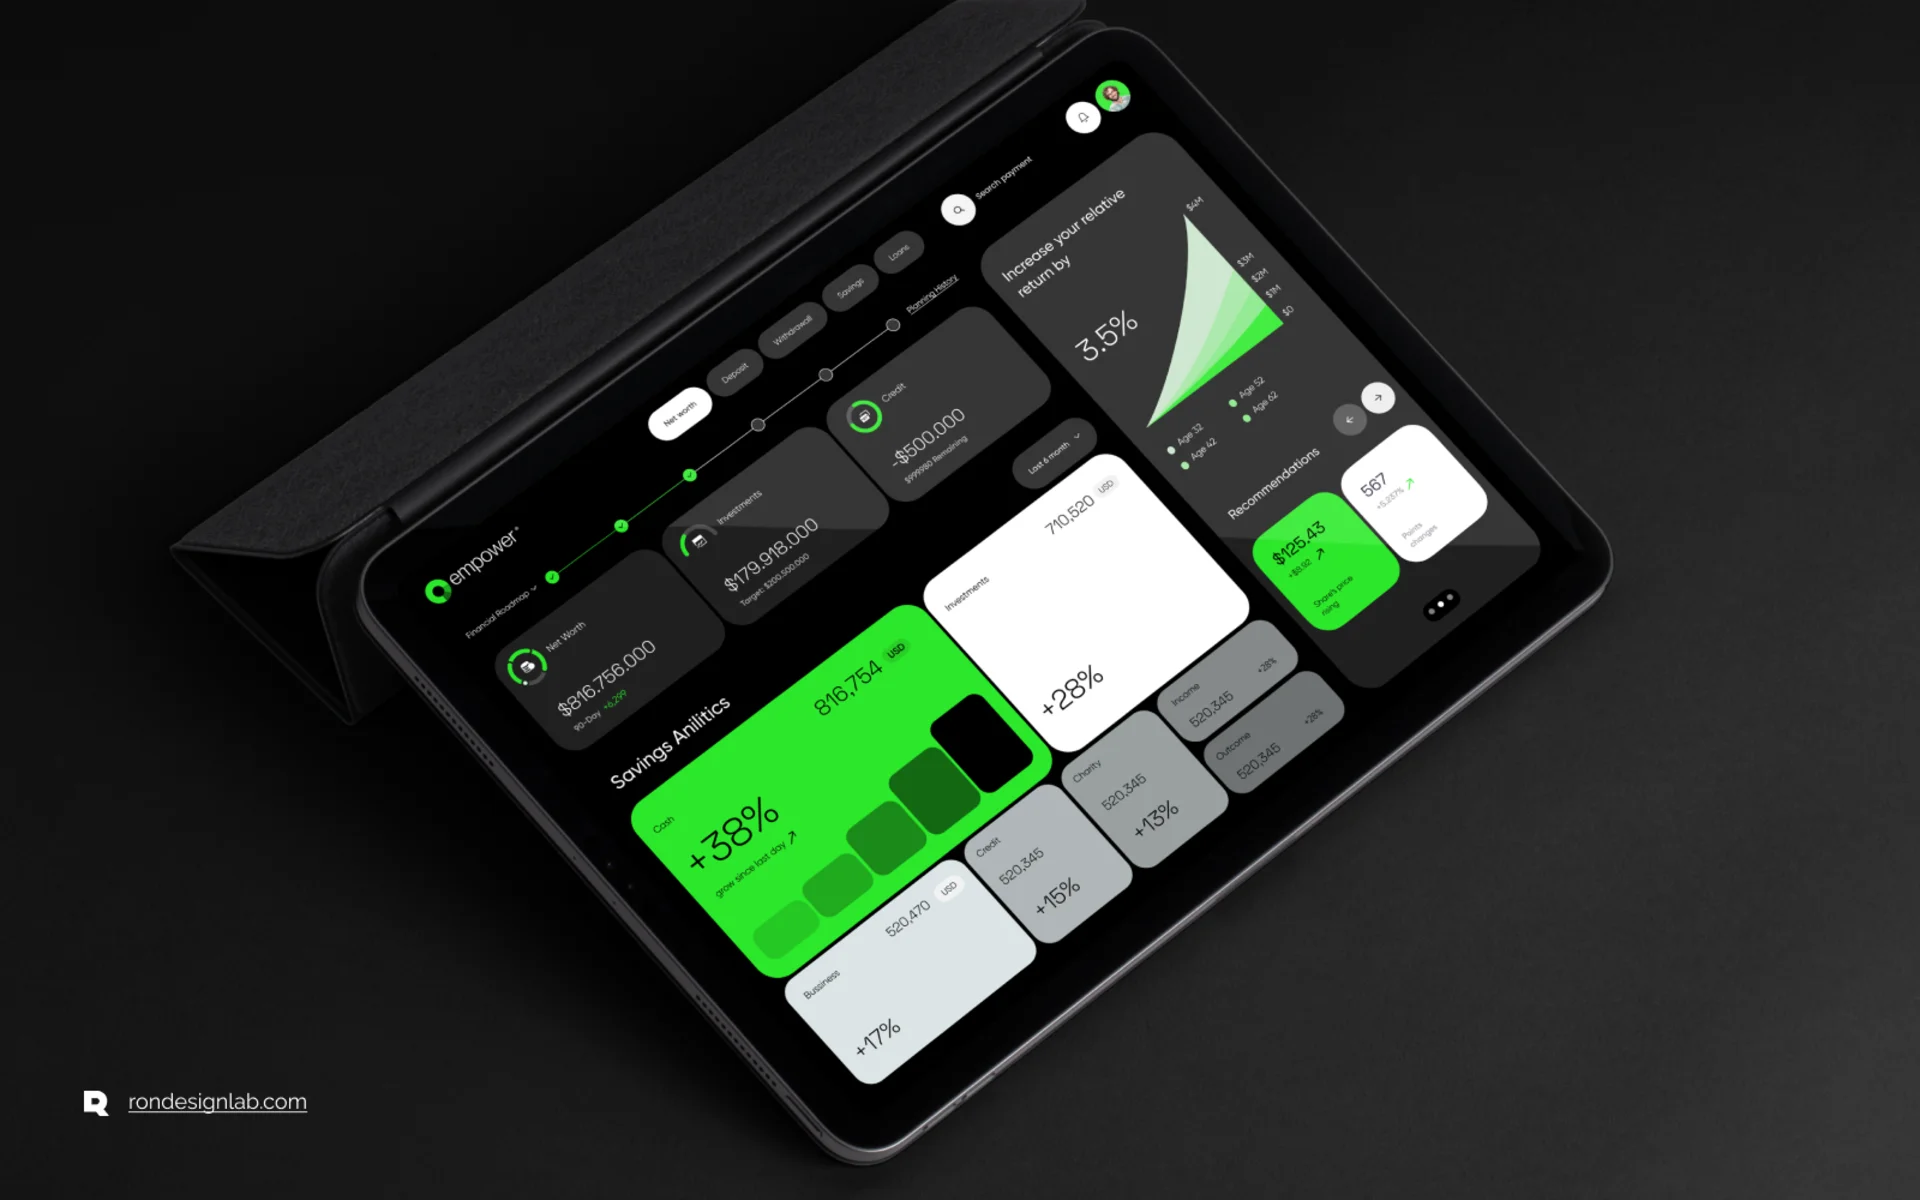 empower®
Search payment
Net worth
Deposit
Withdrawall
Savings
Loans
Financial Roadmap
Planning History
Net Worth
$816.756.000
90-Day +6,299
Investments
$179.918.000
Target: $200.500.000
Credit
-$500.000
$999980 Remaining
Savings Anilitics
Last 6 month
Cash
816,754 USD
+38%
grow since last day
Investments
710,520 USD
+28%
Bussiness
520,470 USD
+17%
Credit
520,345
+15%
Charity
520,345
+13%
Income
+28%
520,345
Outcome
+28%
520,345
Increase your relative
return by
3.5%
$4M
$3M
$2M
$1M
$0
Age 32
Age 42
Age 52
Age 62
Recommendations
$125.43
+$8.92
Share's price
rising
567
+5,237%
Points
changes
rondesignlab.com